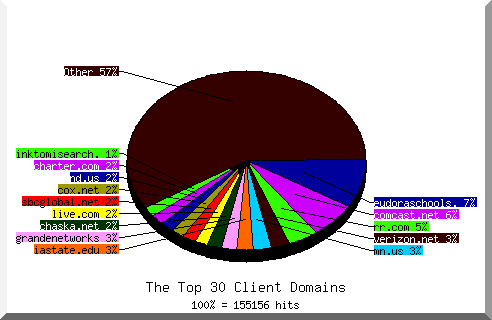 Other 57%
inktomisearch. 1%
charter.com 2%
nd.us 2%
cox.net 2%
sbcglobal.net 2%
live.com 2%
chaska.net 2%
grandenetworks 3%
iastate.edu 3%
eudoraschools. 7%
comcast.net 6%
rr.com 5%
verizon.net 3%
mn.us 3%
The Top 30 Client Domains
100% = 155156 hits